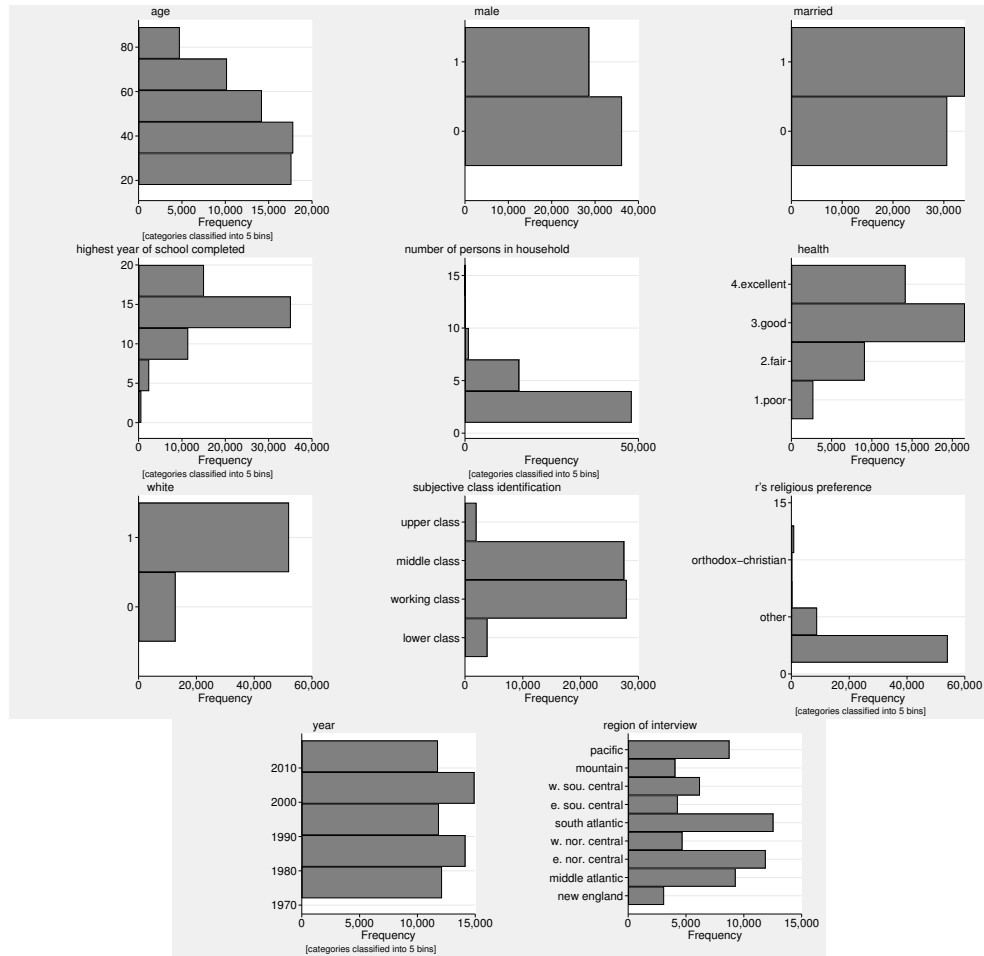 age
80
60
40
20
0 5,000 10,000 15,000 20,000
Frequency
[categories classified into 5 bins]
male
1
0
0 10,000 20,000 30,000 40,000
Frequency
married
1
0
0 10,000 20,000 30,000
Frequency
highest year of school completed
20
15
10
5
0
0 10,000 20,000 30,000 40,000
Frequency
[categories classified into 5 bins]
number of persons in household
15
10
5
0
0 50,000
Frequency
[categories classified into 5 bins]
health
4.excellent
3.good
2.fair
1.poor
5,000 10,000 15,000 20,000
Frequency
white
1
0
0 20,000 40,000 60,000
Frequency
subjective class identification
upper class
middle class
working class
lower class
0 10,000 20,000 30,000
Frequency
r's religious preference
15
orthodox−christian
other
0
0 20,000 40,000 60,000
Frequency
[categories classified into 5 bins]
year
2010
2000
1990
1980
1970
0 5,000 10,000 15,000
Frequency
[categories classified into 5 bins]
region of interview
pacific
mountain
w. sou. central
e. sou. central
south atlantic
w. nor. central
e. nor. central
middle atlantic
new england
0 5,000 10,000 15,000
Frequency